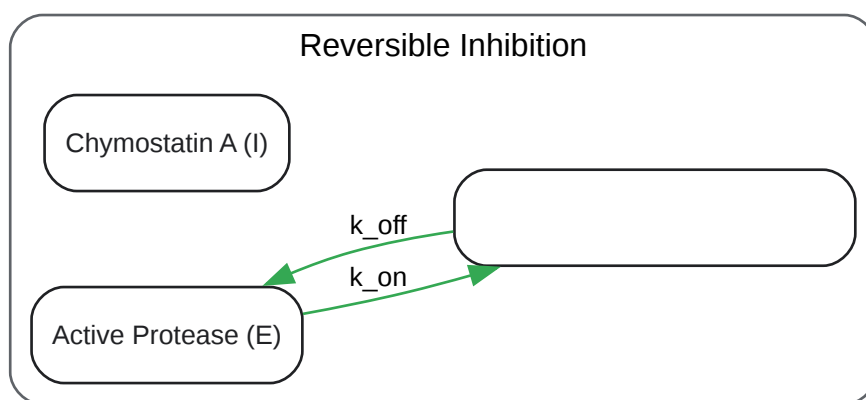 Reversible Inhibition
Chymostatin A (I)
k_off
k_on
Active Protease (E)